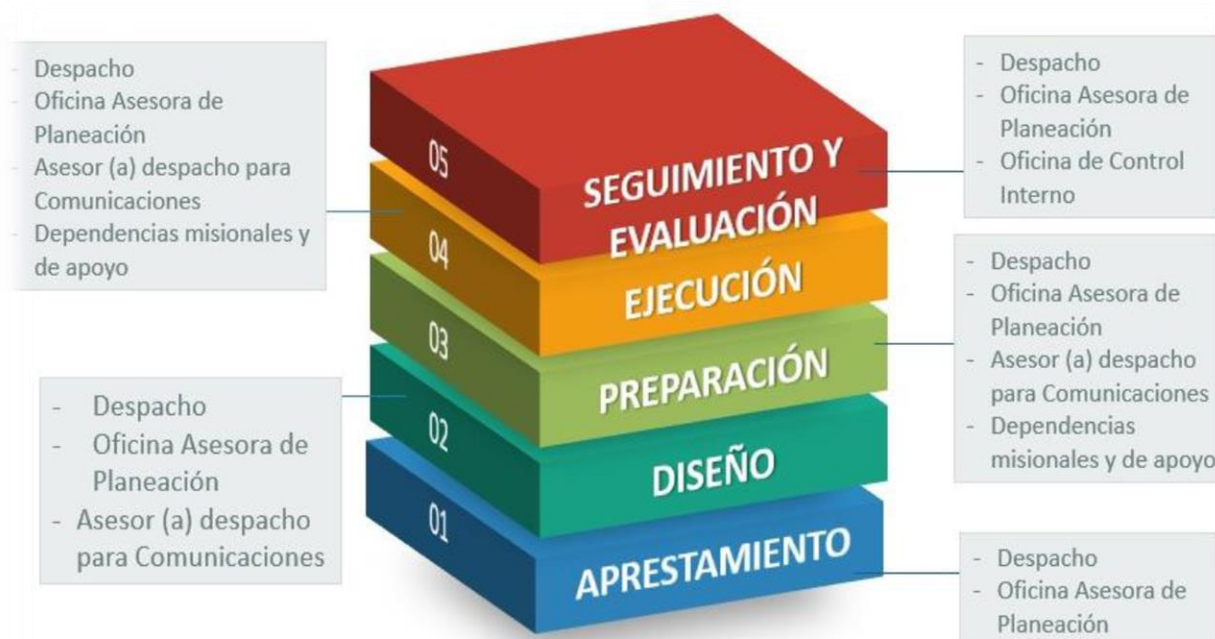 - Despacho
- Oficina Asesora de
Planeación
- Asesor (a) despacho para
Comunicaciones
- Dependencias misionales y
de apoyo
- Despacho
- Oficina Asesora de
Planeación
- Asesor (a) despacho
para Comunicaciones
05
SEGUIMIENTO Y
EVALUACIÓN
04
EJECUCIÓN
03
PREPARACIÓN
02
DISEÑO
01
APRESTAMIENTO
- Despacho
- Oficina Asesora de
Planeación
- Oficina de Control
Interno
- Despacho
- Oficina Asesora de
Planeación
- Asesor (a) despacho
para Comunicaciones
- Dependencias
misionales y de apoyo
- Despacho
- Oficina Asesora de
Planeación